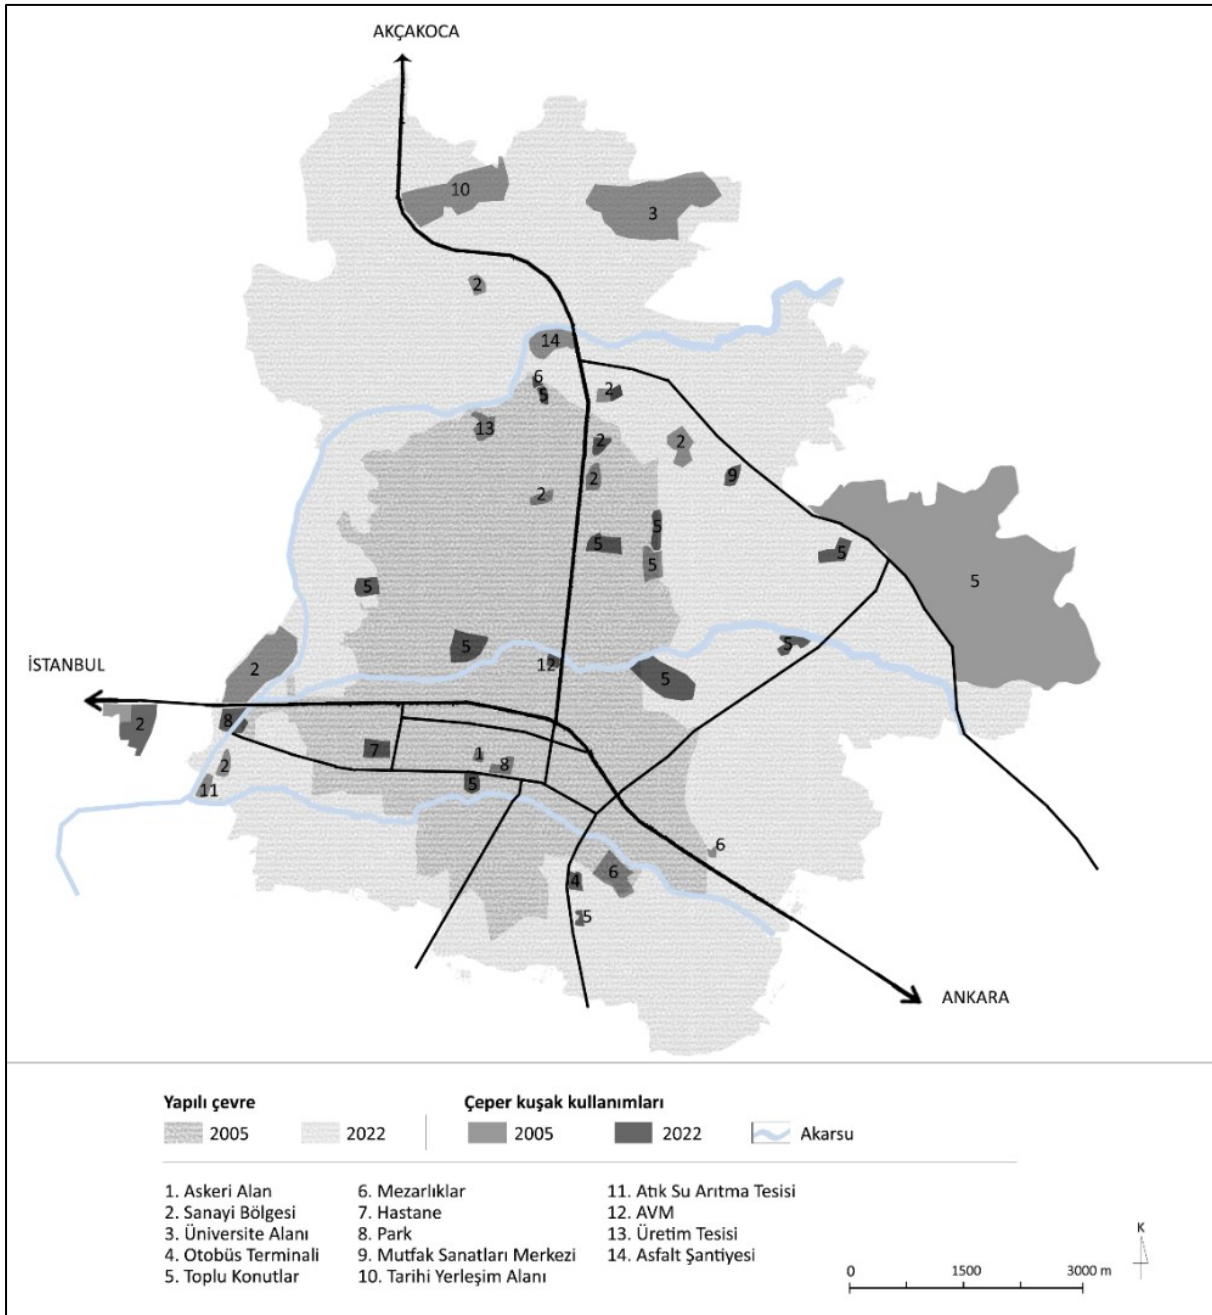 AKÇAKOCA
10
3
2
14
6
5
2
13
2
2
9
2
2
5
5
5
5
5
5
5
5
12
5
2
İSTANBUL
2
8
7
1
8
2
5
11
6
6
4
5
ANKARA
Yapılı çevre
2005 2022
Çeper kuşak kullanımları
2005 2022 Akarsu
1. Askeri Alan
2. Sanayi Bölgesi
3. Üniversite Alanı
4. Otobüs Terminali
5. Toplu Konutlar
6. Mezarlıklar
7. Hastane
8. Park
9. Mutfak Sanatları Merkezi
10. Tarihi Yerleşim Alanı
11. Atık Su Arıtma Tesisi
12. AVM
13. Üretim Tesisi
14. Asfalt Şantiyesi
K
0 1500 3000 m